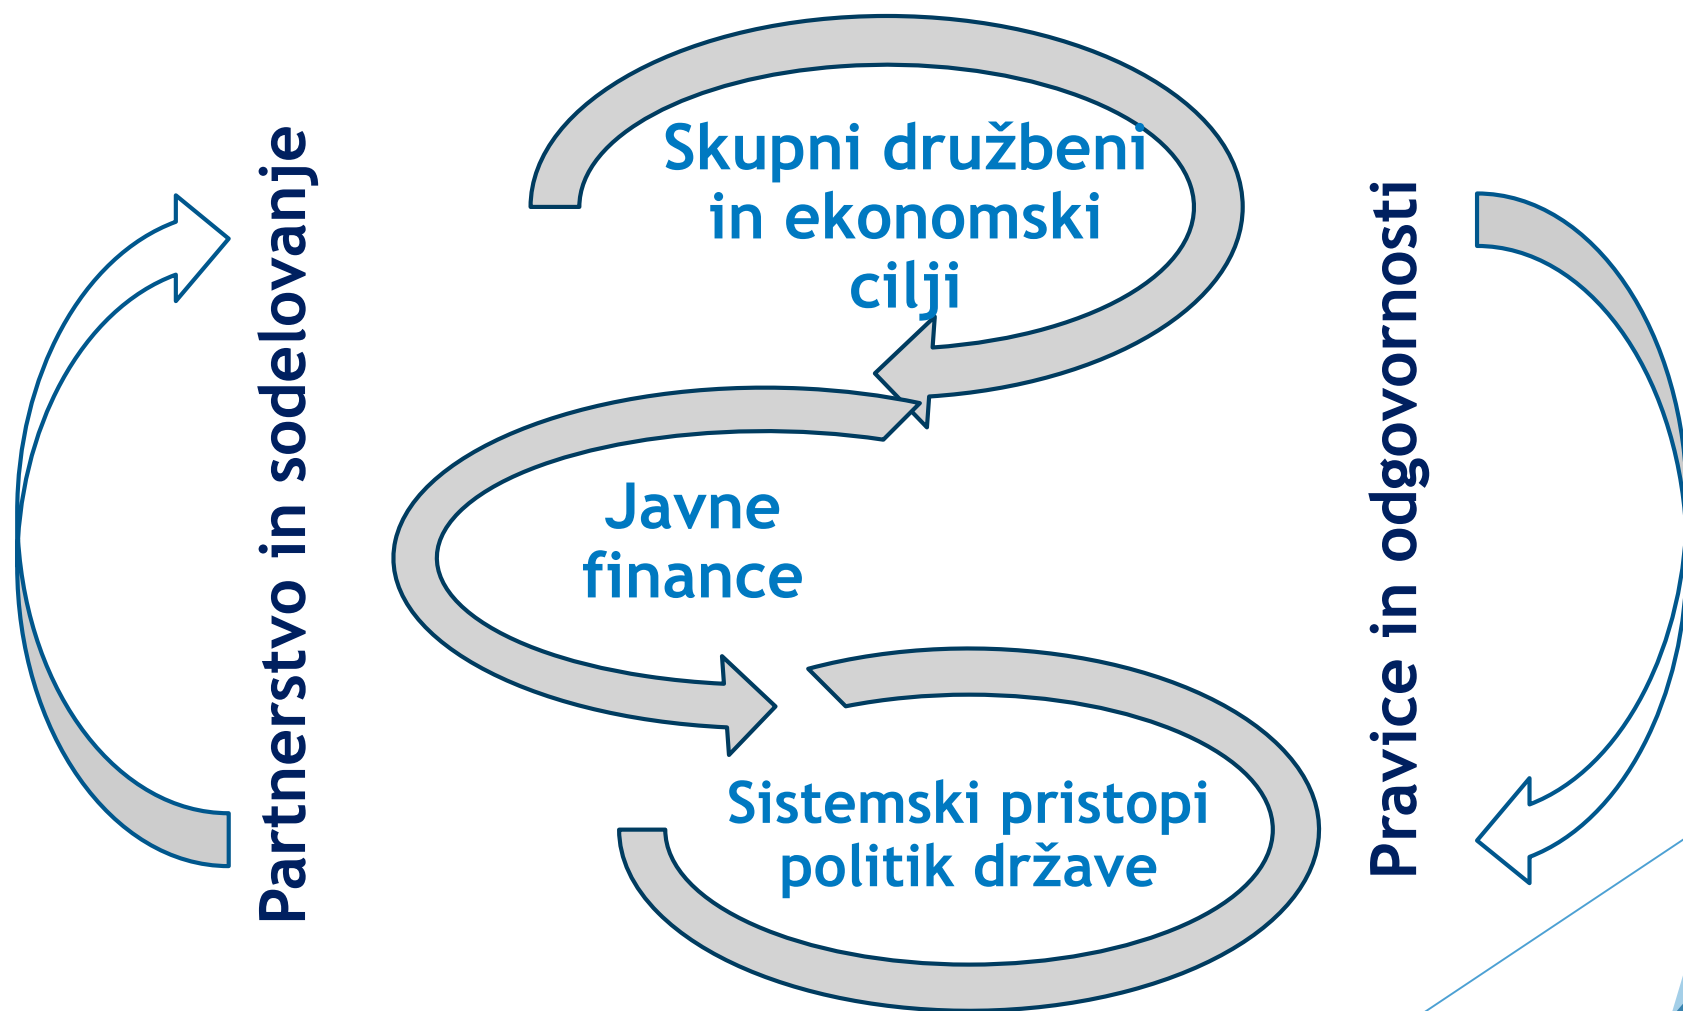 Partnerstvo in sodelovanje
Skupni družbeni
in ekonomski
cilji
Javne
finance
Sistemski pristopi
politik države
Pravice in odgovornosti